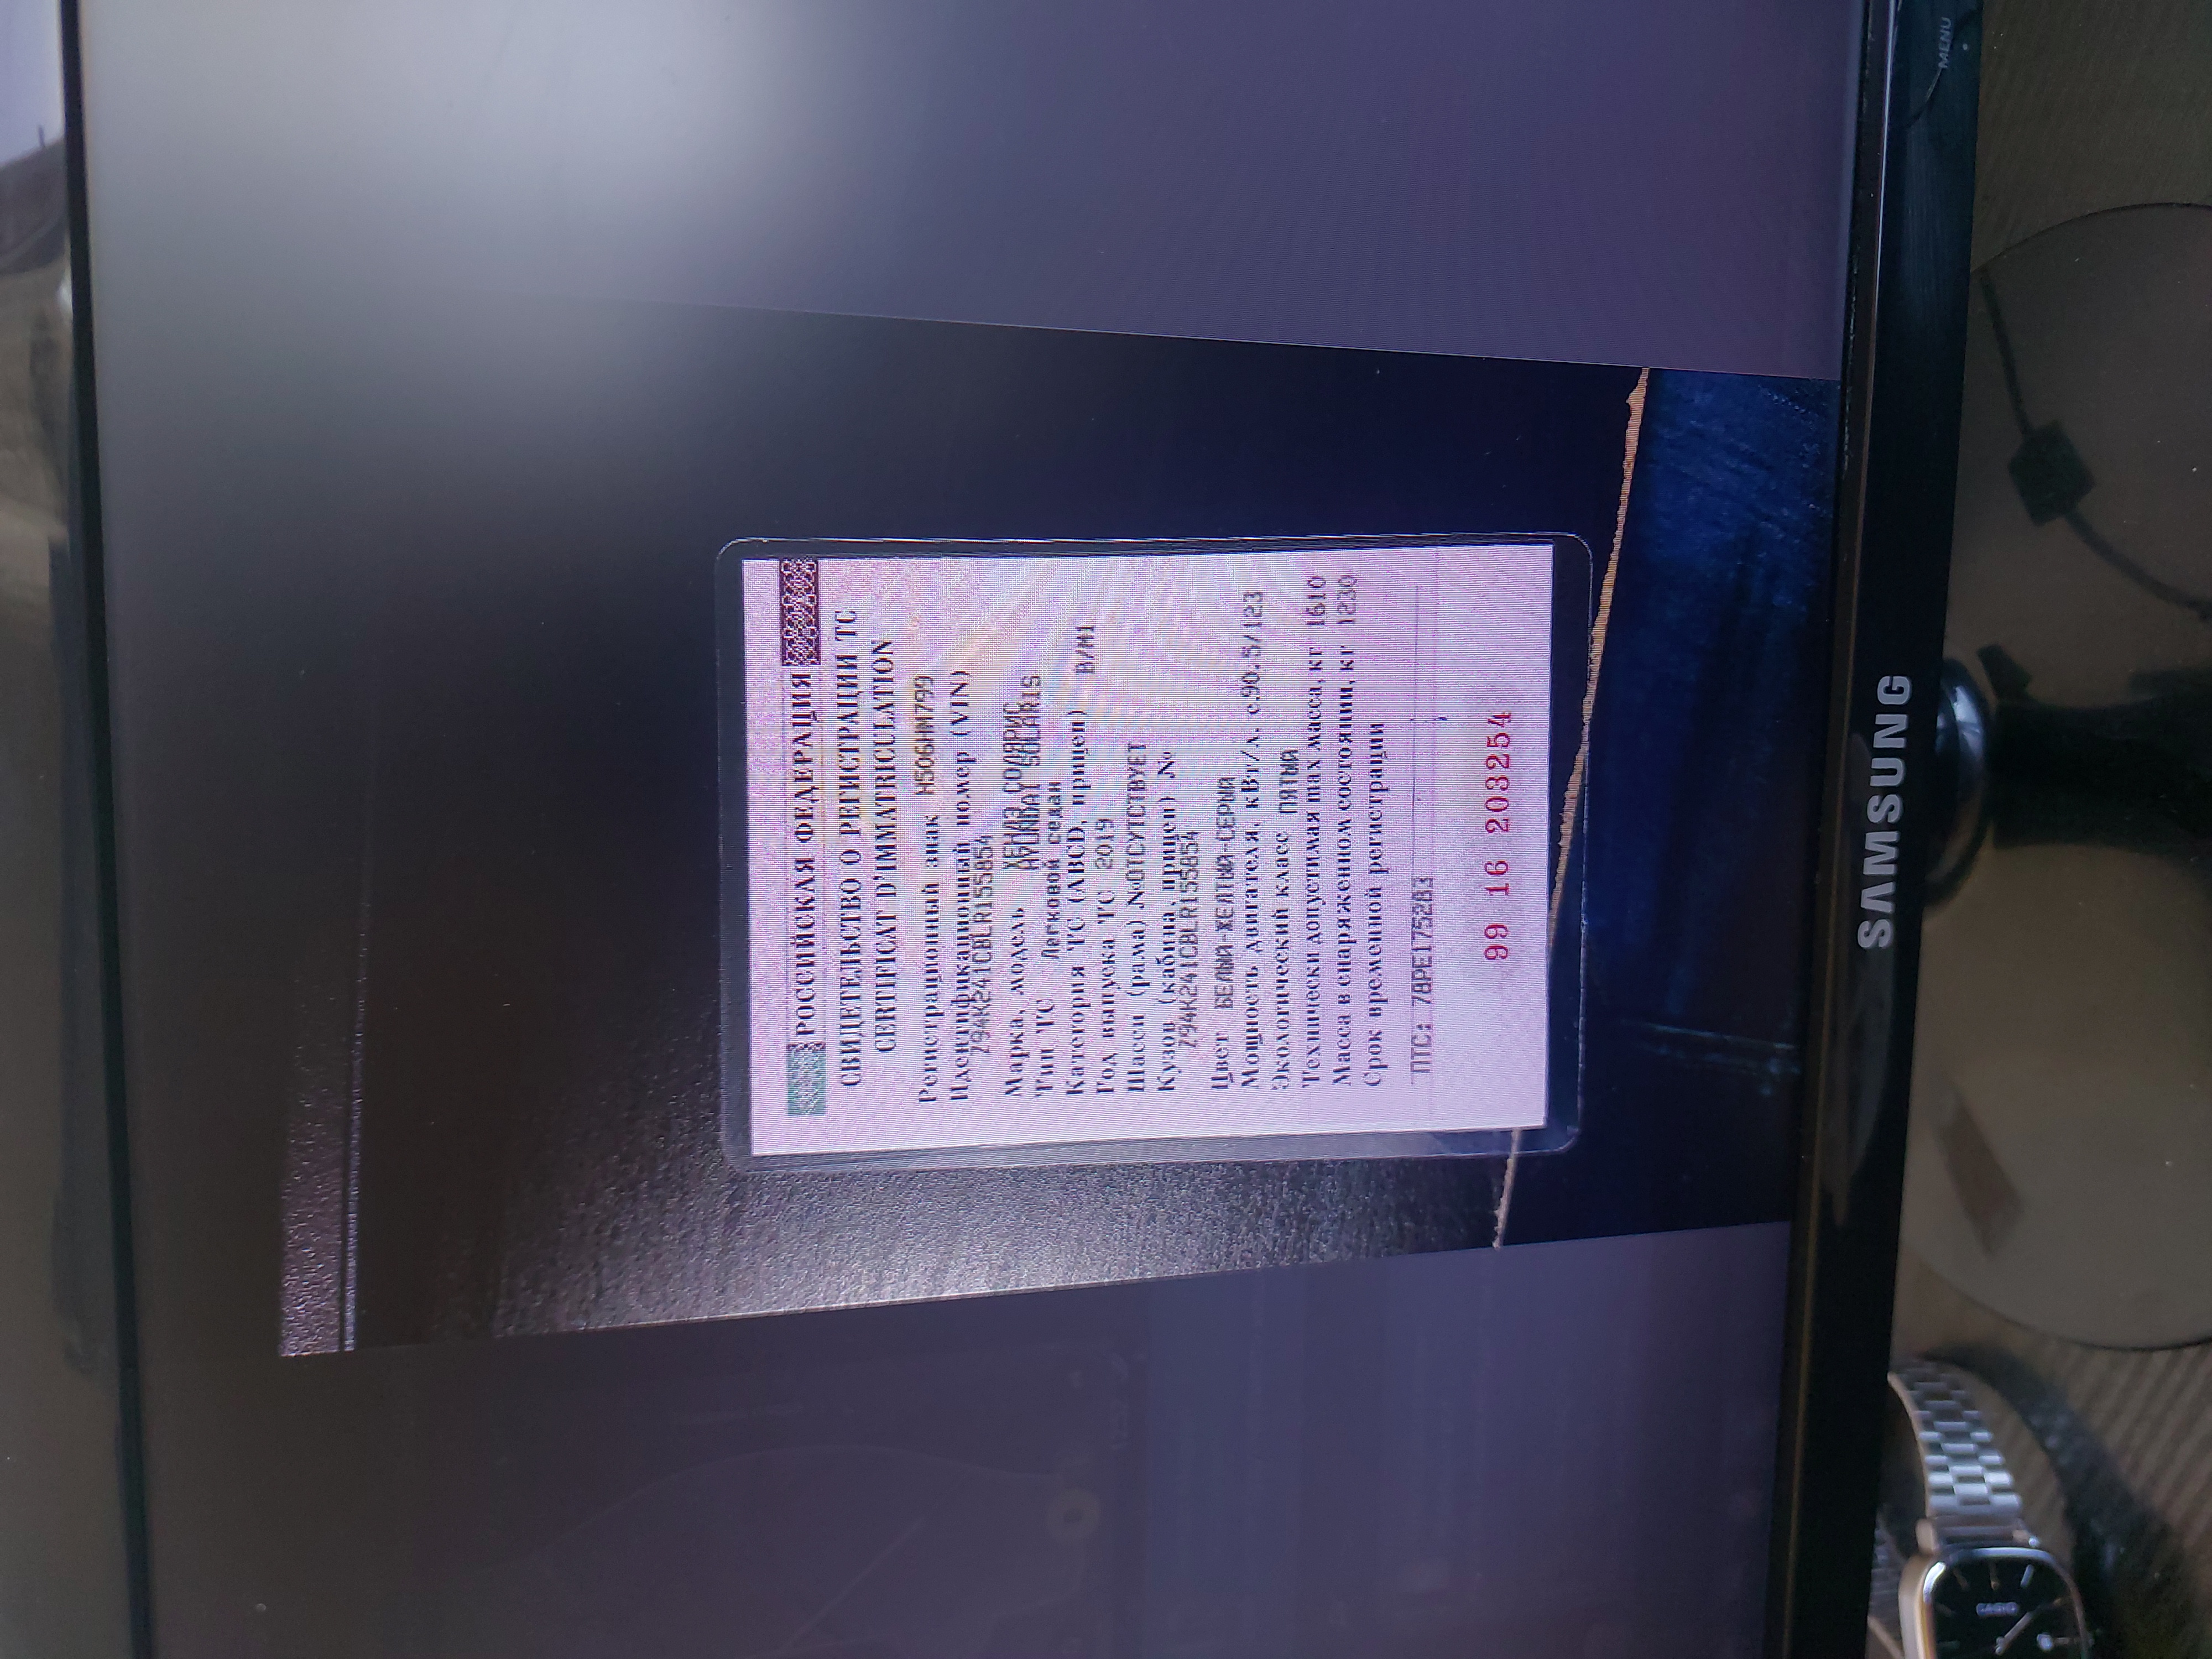 РОССИЙСКАЯ ФЕДЕРАЦИЯ
СВИДЕТЕЛЬСТВО О РЕГИСТРАЦИИ ТС
CERTIFICAT D'IMMATRICULATION
Регистрационный знак Н506НМ799
Идентификационный номер (VIN)
Z94K241CBLR155854
Марка, модель ХЕНДЭ СОЛЯРИС
HYUNDAI SOLARIS
Тип ТС Легковой седан
Категория ТС (ABCD, прицеп) B/M1
Год выпуска ТС 2019
Шасси (рама) №ОТСУТСТВУЕТ
Кузов (кабина, прицеп) №
Z94K241CBLR155854
Цвет БЕЛЫЙ-ЖЕЛТЫЙ-СЕРЫЙ
Мощность двигателя, кВт/л. с.90.5/123
Экологический класс ПЯТЫЙ
Технически допустимая max масса, кг 1610
Масса в снаряженном состоянии, кг 1230
Срок временной регистрации
ПТС: 78РЕ175283
99 16 203254
SAMSUNG
MENU
CASIO